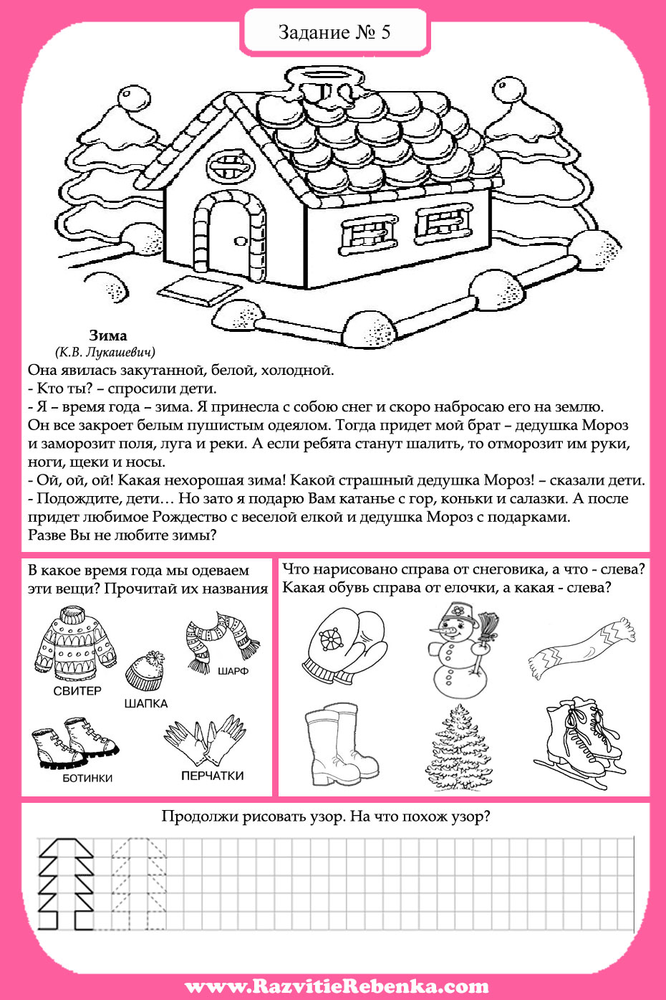 Задание № 5
Зима
(К.В. Лукашевич)
Она явилась закутанной, белой, холодной.
- Кто ты? – спросили дети.
- Я – время года – зима. Я принесла с собою снег и скоро набросаю его на землю.
Он все закроет белым пушистым одеялом. Тогда придет мой брат – дедушка Мороз
и заморозит поля, луга и реки. А если ребята станут шалить, то отморозит им руки,
ноги, щеки и носы.
- Ой, ой, ой! Какая нехорошая зима! Какой страшный дедушка Мороз! – сказали дети.
- Подождите, дети… Но зато я подарю Вам катанье с гор, коньки и салазки. А после
придет любимое Рождество с веселой елкой и дедушка Мороз с подарками.
Разве Вы не любите зимы?
В какое время года мы одеваем
эти вещи? Прочитай их названия
СВИТЕР
ШАПКА
ШАРФ
БОТИНКИ
ПЕРЧАТКИ
Что нарисовано справа от снеговика, а что - слева?
Какая обувь справа от елочки, а какая - слева?
Продолжи рисовать узор. На что похож узор?
www.RazvitieRebenka.com